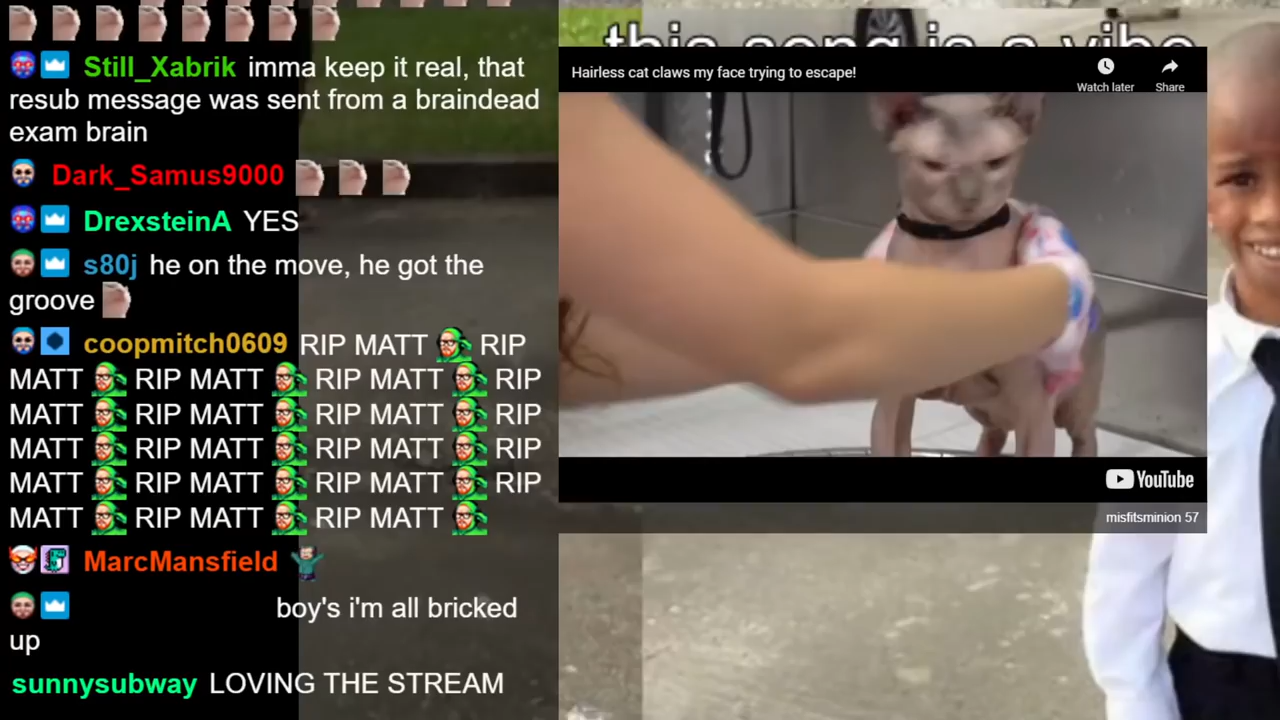 Still_Xabrik imma keep it real, that
resub message was sent from a braindead
exam brain
Dark_Samus9000
DrexsteinA YES
s80j he on the move, he got the
groove
coopmitch0609 RIP MATT RIP
MATT RIP MATT RIP MATT RIP
MATT RIP MATT RIP MATT RIP
MATT RIP MATT RIP MATT RIP
MATT RIP MATT RIP MATT RIP
MATT RIP MATT RIP MATT
MarcMansfield
boy's i'm all bricked
up
sunnysubway LOVING THE STREAM
this song is a vibe
Hairless cat claws my face trying to escape!
Watch later
Share
YouTube
misfitsminion 57